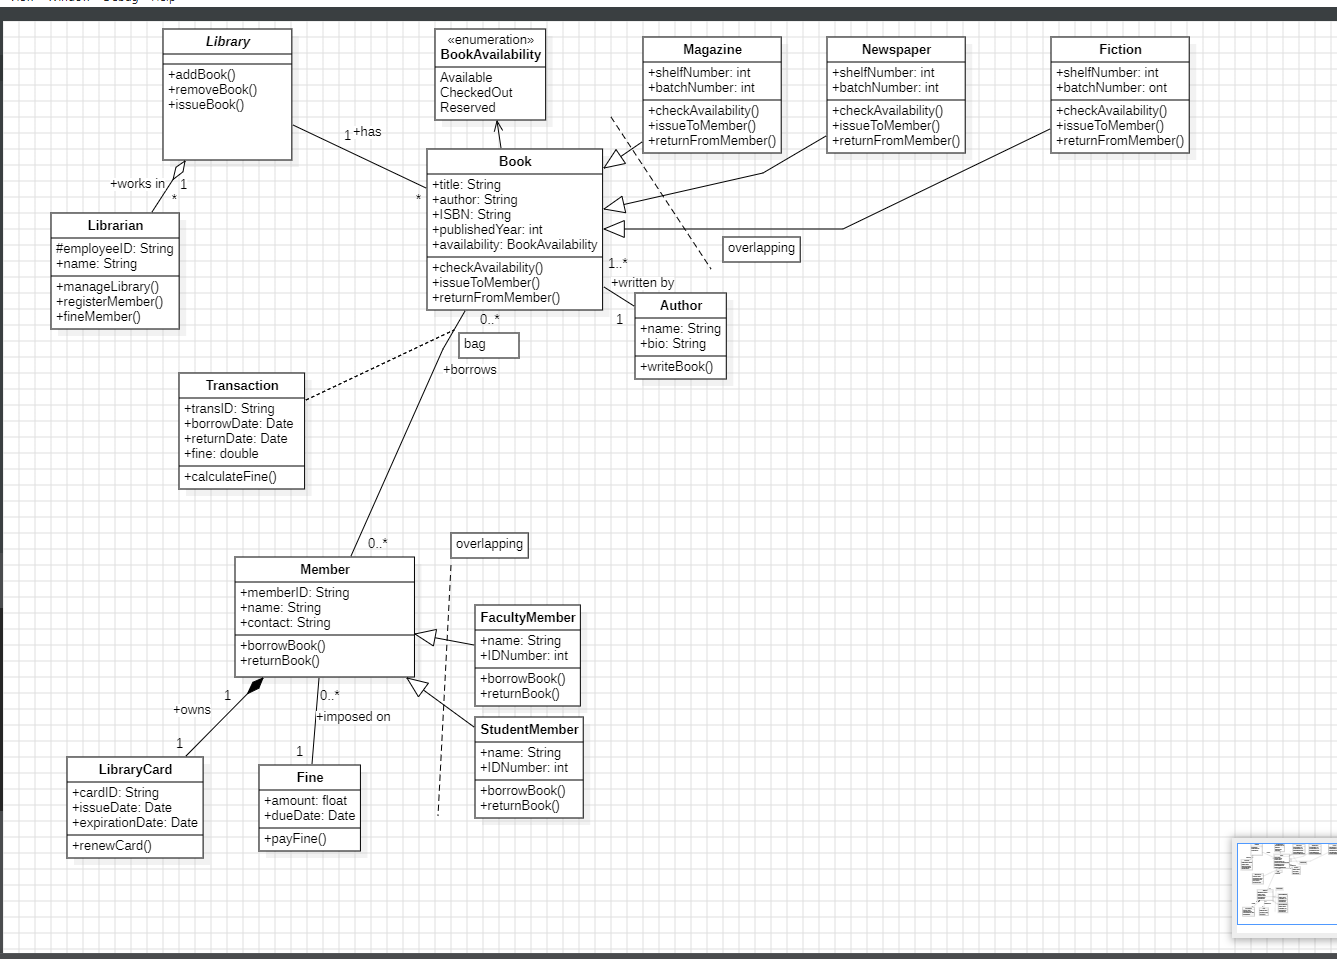 Library
+addBook()
+removeBook()
+issueBook()
«enumeration»
BookAvailability
Available
CheckedOut
Reserved
Magazine
+shelfNumber: int
+batchNumber: int
+checkAvailability()
+issueToMember()
+returnFromMember()
Newspaper
+shelfNumber: int
+batchNumber: int
+checkAvailability()
+issueToMember()
+returnFromMember()
Fiction
+shelfNumber: int
+batchNumber: ont
+checkAvailability()
+issueToMember()
+returnFromMember()
1 +has
*
+works in 1
*
Librarian
#employeeID: String
+name: String
+manageLibrary()
+registerMember()
+fineMember()
Book
+title: String
+author: String
+ISBN: String
+publishedYear: int
+availability: BookAvailability
+checkAvailability()
+issueToMember()
+returnFromMember()
overlapping
1..*
+written by
1
Author
+name: String
+bio: String
+writeBook()
0..*
bag
+borrows
Transaction
+transID: String
+borrowDate: Date
+returnDate: Date
+fine: double
+calculateFine()
0..*
overlapping
Member
+memberID: String
+name: String
+contact: String
+borrowBook()
+returnBook()
FacultyMember
+name: String
+IDNumber: int
+borrowBook()
+returnBook()
StudentMember
+name: String
+IDNumber: int
+borrowBook()
+returnBook()
1
+owns
1
0..*
+imposed on
1
LibraryCard
+cardID: String
+issueDate: Date
+expirationDate: Date
+renewCard()
Fine
+amount: float
+dueDate: Date
+payFine()